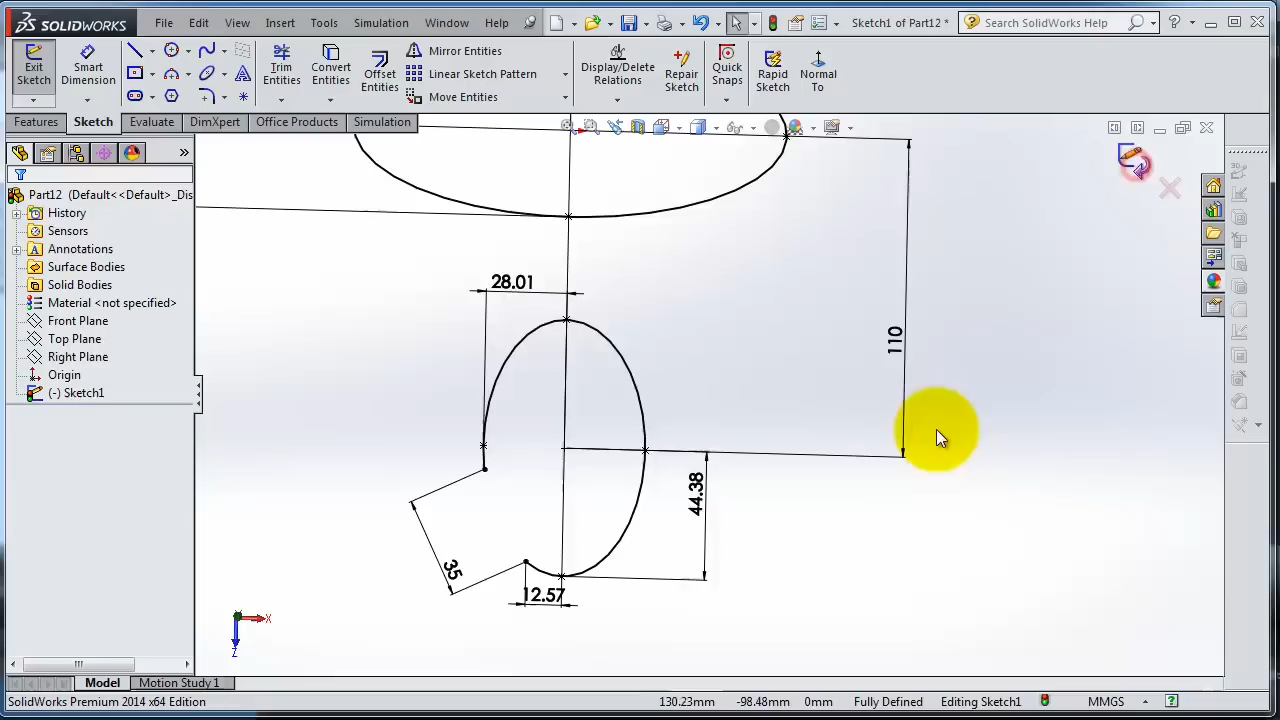 SOLIDWORKS File Edit View Insert Tools Simulation Window Help Sketch1 of Part12 * Search SolidWorks Help
Exit Sketch
Smart Dimension
Trim Entities
Convert Entities
Offset Entities
Mirror Entities
Linear Sketch Pattern
Move Entities
Display/Delete Relations
Repair Sketch
Quick Snaps
Rapid Sketch
Normal To
Features Sketch Evaluate DimXpert Office Products Simulation
Part12 (Default<<Default>_Dis
History
Sensors
Annotations
Surface Bodies
Solid Bodies
Material <not specified>
Front Plane
Top Plane
Right Plane
Origin
(-) Sketch1
28.01
110
44.38
35
12.57
X
Z
Model Motion Study 1
SolidWorks Premium 2014 x64 Edition 130.23mm -98.48mm 0mm Fully Defined Editing Sketch1 MMGS